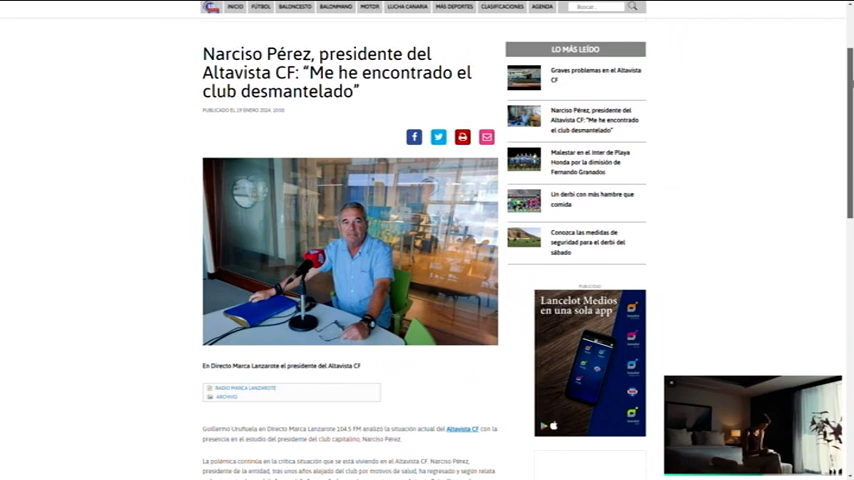 INICIO FÚTBOL BALONCESTO BALONMANO MOTOR LUCHA CANARIA MÁS DEPORTES CLASIFICACIONES AGENDA Buscar...
Narciso Pérez, presidente del
Altavista CF: “Me he encontrado el
club desmantelado”
PUBLICADO EL 19 ENERO 2024, 10:00
En Directo Marca Lanzarote el presidente del Altavista CF
RADIO MARCA LANZAROTE
ARCHIVO
Guillermo Uruñuela en Directo Marca Lanzarote 104.5 FM analizó la situación actual del Altavista CF con la
presencia en el estudio del presidente del club capitalino, Narciso Pérez.
La polémica continúa en la crítica situación que se está viviendo en el Altavista CF. Narciso Pérez,
presidente de la entidad, tras unos años alejado del club por motivos de salud, ha regresado y según relata
LO MÁS LEÍDO
Graves problemas en el Altavista
CF
Narciso Pérez, presidente del
Altavista CF: “Me he encontrado
el club desmantelado”
Malestar en el Inter de Playa
Honda por la dimisión de
Fernando Granados
Un derbi con más hambre que
comida
Conozca las medidas de
seguridad para el derbi del
sábado
PUBLICIDAD
Lancelot Medios
en una sola app